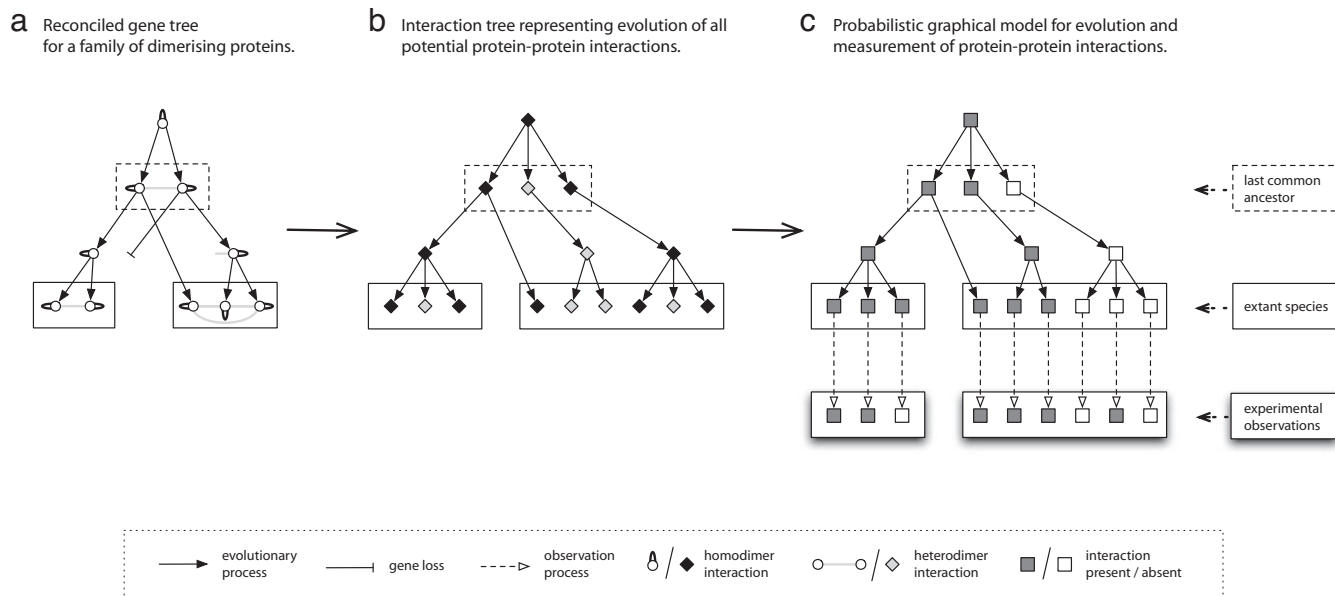 a Reconciled gene tree
for a family of dimerising proteins.
b Interaction tree representing evolution of all
potential protein-protein interactions.
c Probabilistic graphical model for evolution and
measurement of protein-protein interactions.
last common
ancestor
extant species
experimental
observations
evolutionary
process
gene loss
observation
process
homodimer
interaction
heterodimer
interaction
interaction
present / absent